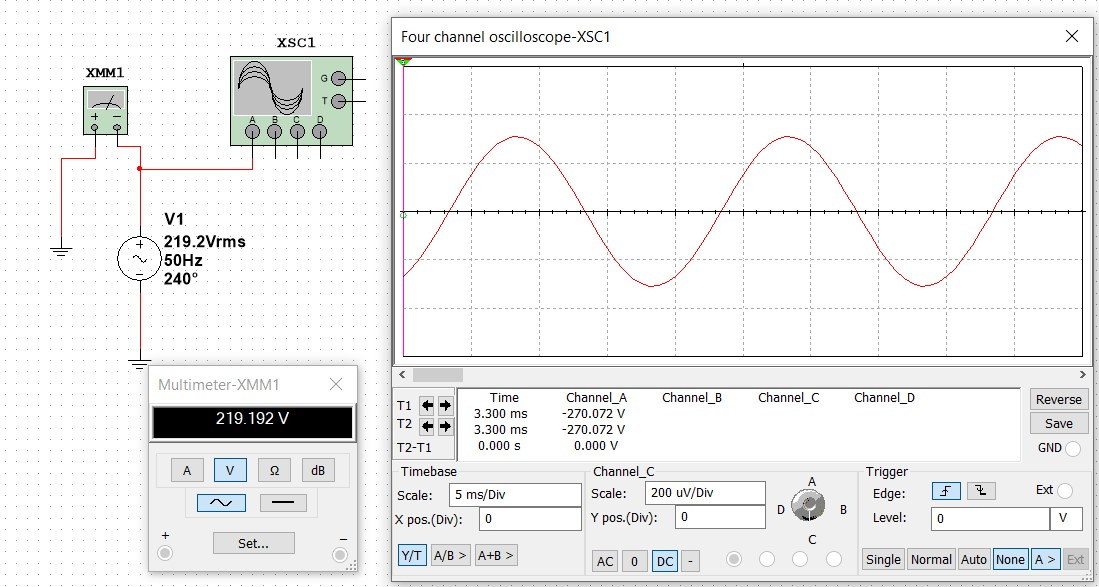 XSC1
XMM1
G
T
A B C D
+ −
V1
219.2Vrms
50Hz
240°
+
−
Multimeter-XMM1
219.192 V
A V Ω dB
Set...
+ −
Four channel oscilloscope-XSC1
Time Channel_A Channel_B Channel_C Channel_D
T1 3.300 ms -270.072 V
T2 3.300 ms -270.072 V
T2-T1 0.000 s 0.000 V
Reverse
Save
GND
Timebase
Scale: 5 ms/Div
X pos.(Div): 0
Y/T A/B > A+B >
Channel_C
Scale: 200 uV/Div
Y pos.(Div): 0
AC 0 DC -
A
D B
C
Trigger
Edge: Ext
Level: 0 V
Single Normal Auto None A > Ext